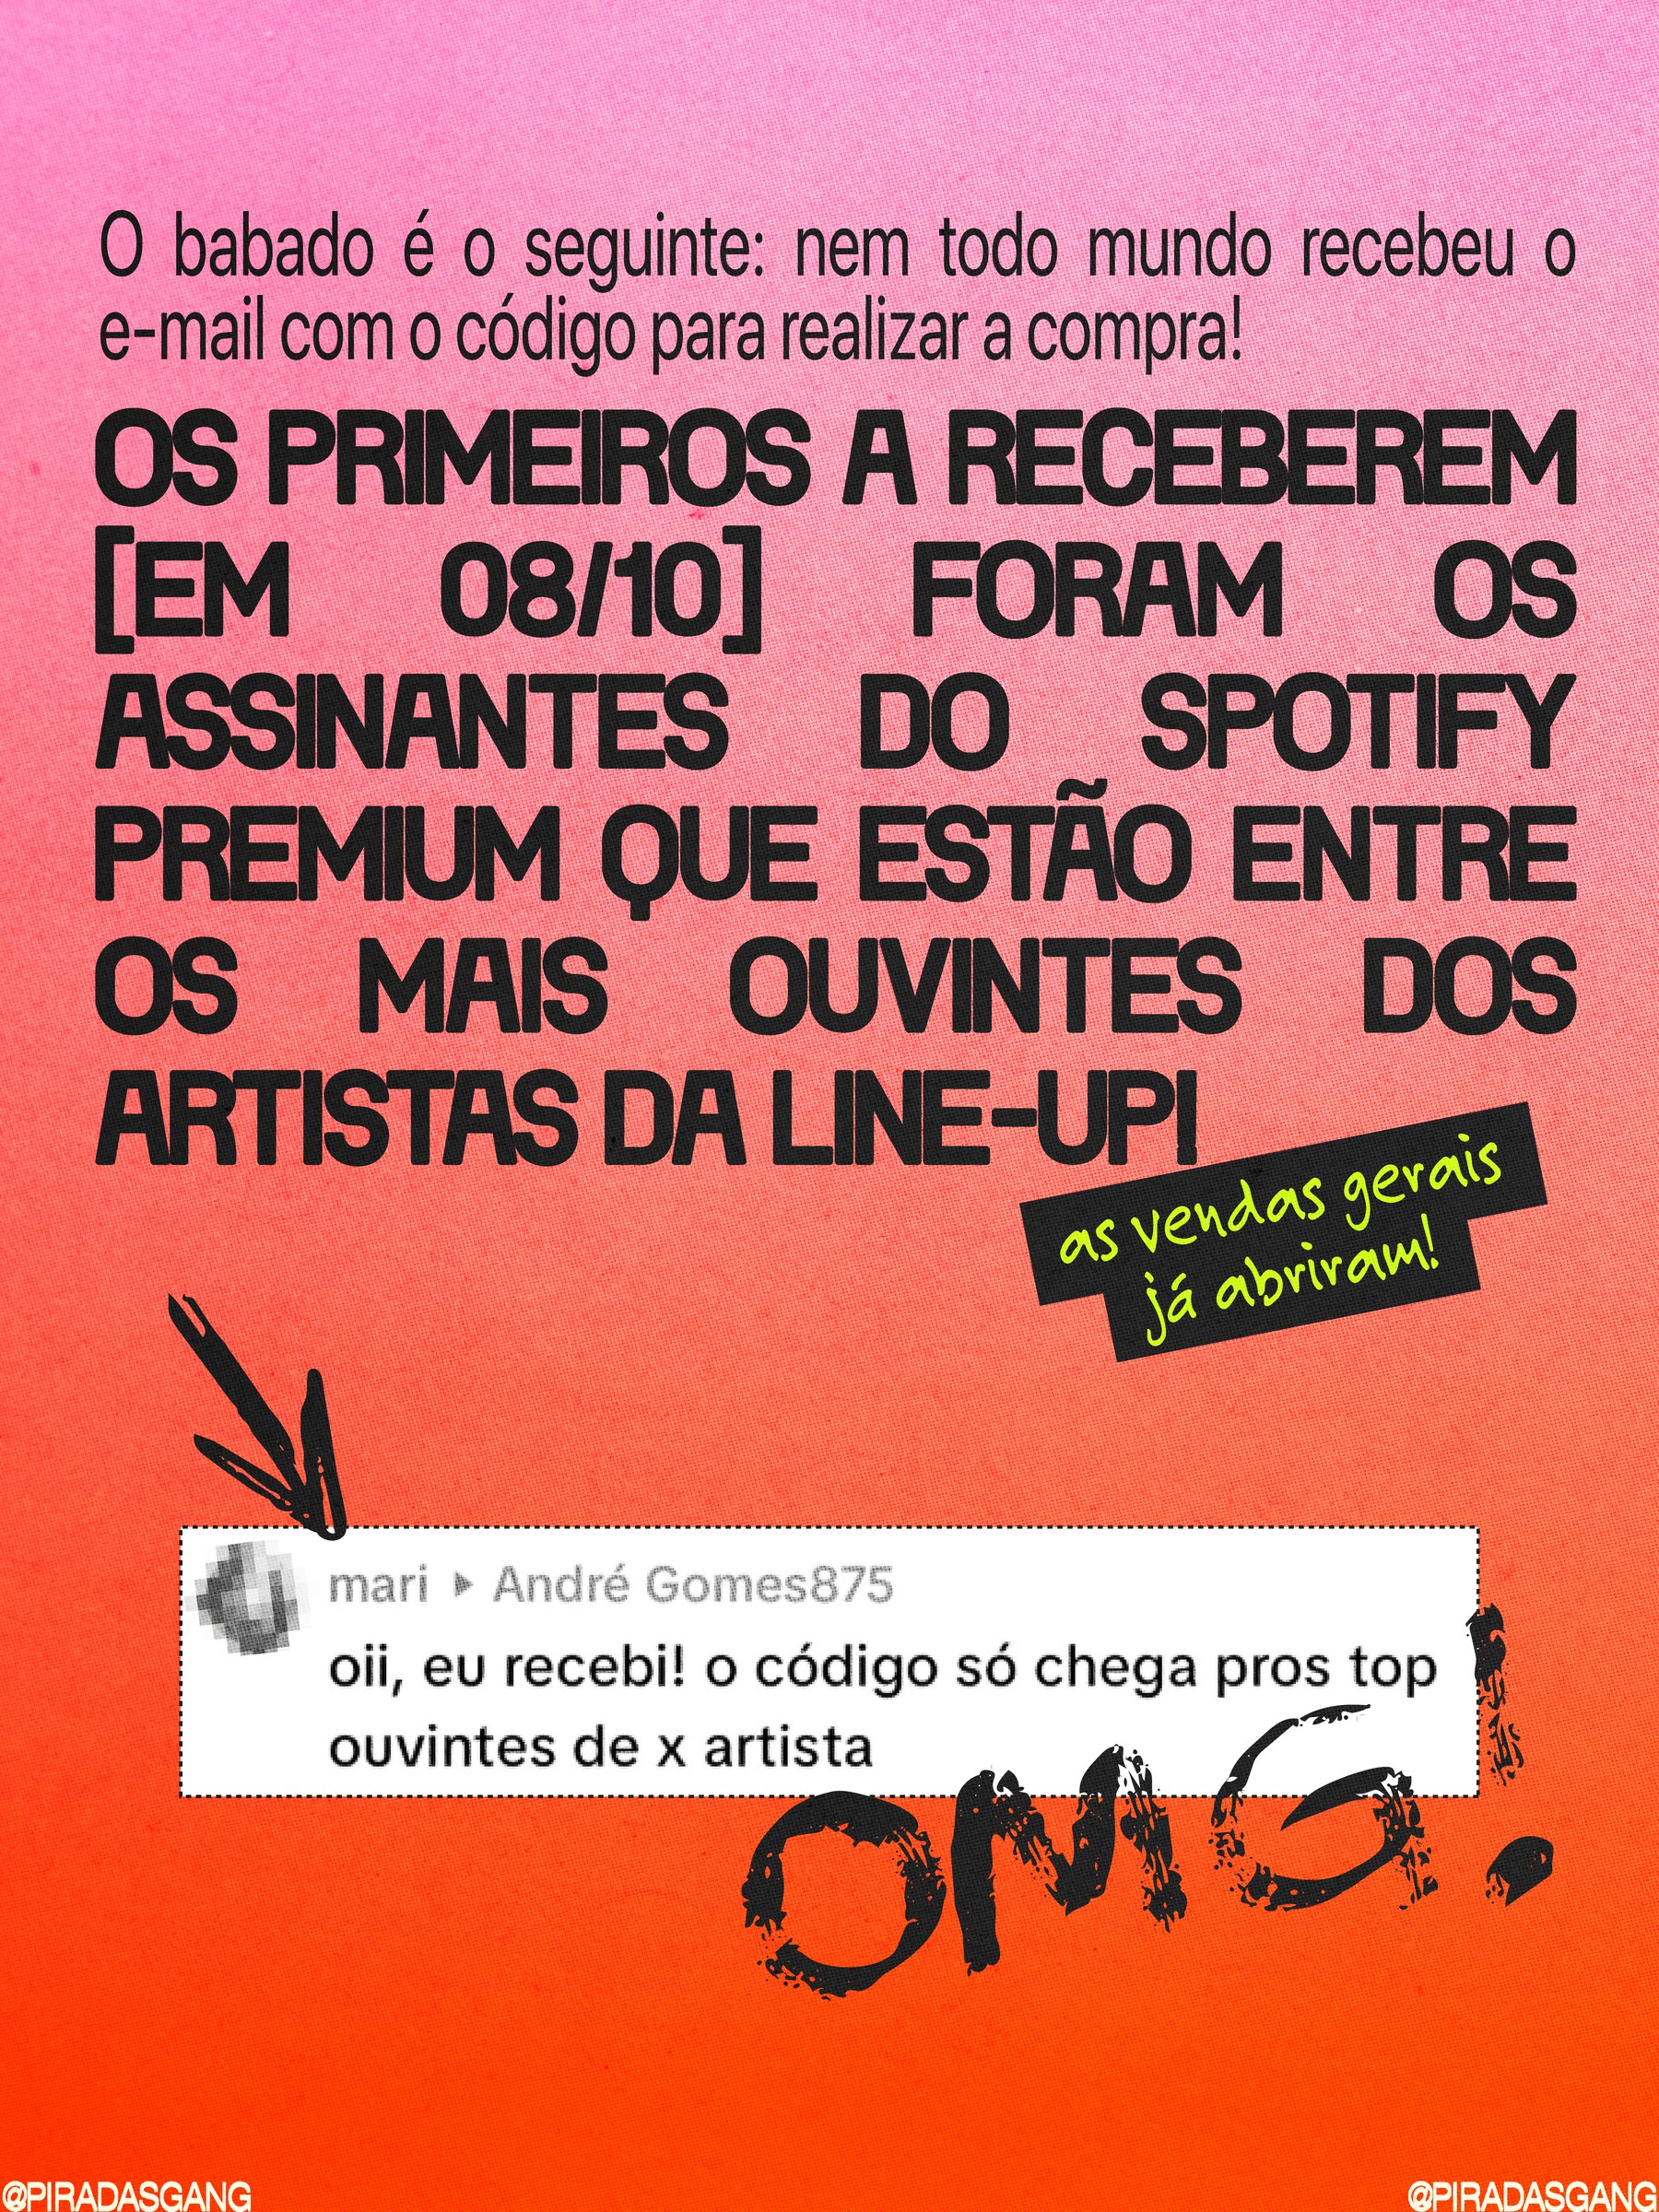 O babado é o seguinte: nem todo mundo recebeu o
e-mail com o código para realizar a compra!
OS PRIMEIROS A RECEBEREM
[EM 08/10] FORAM OS
ASSINANTES DO SPOTIFY
PREMIUM QUE ESTÃO ENTRE
OS MAIS OUVINTES DOS
ARTISTAS DA LINE-UP!
as vendas gerais
já abriram!
mari ▸ André Gomes875
oii, eu recebi! o código só chega pros top
ouvintes de x artista
OMG!
@PIRADASGANG
@PIRADASGANG